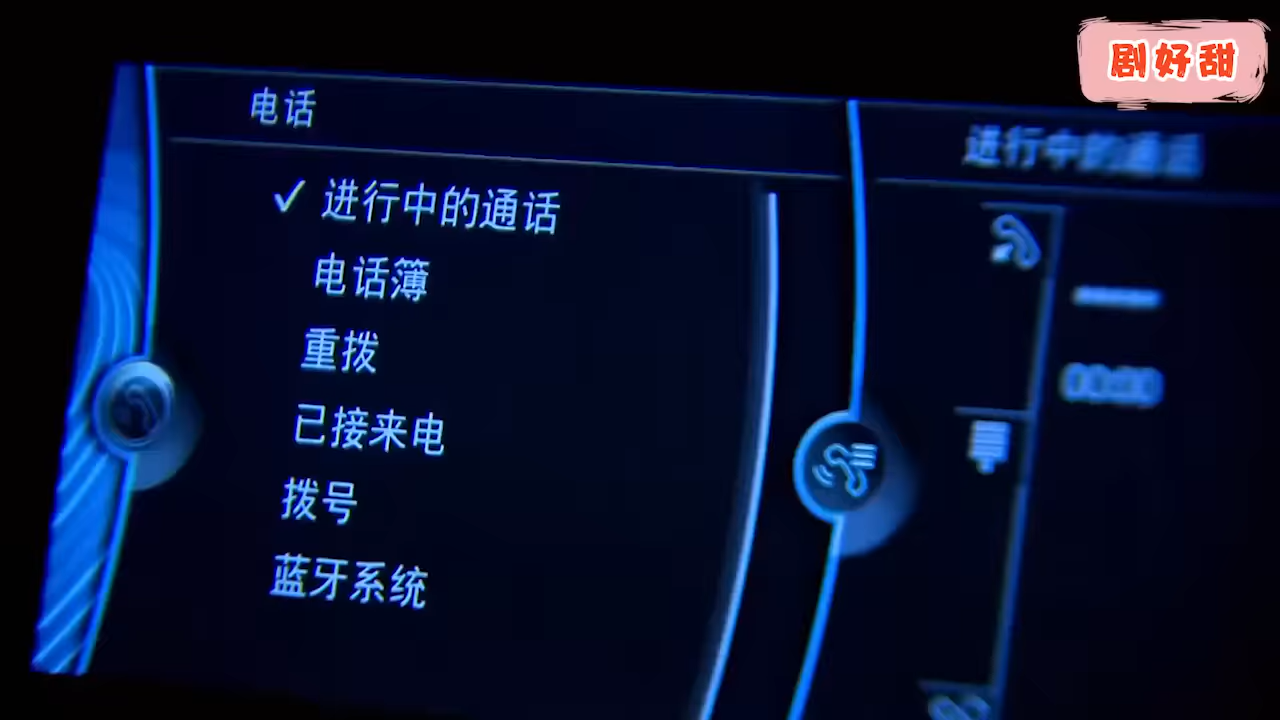 剧好甜
电话
进行中的通话
✓ 进行中的通话
电话簿
重拨
已接来电
拨号
蓝牙系统
00:00